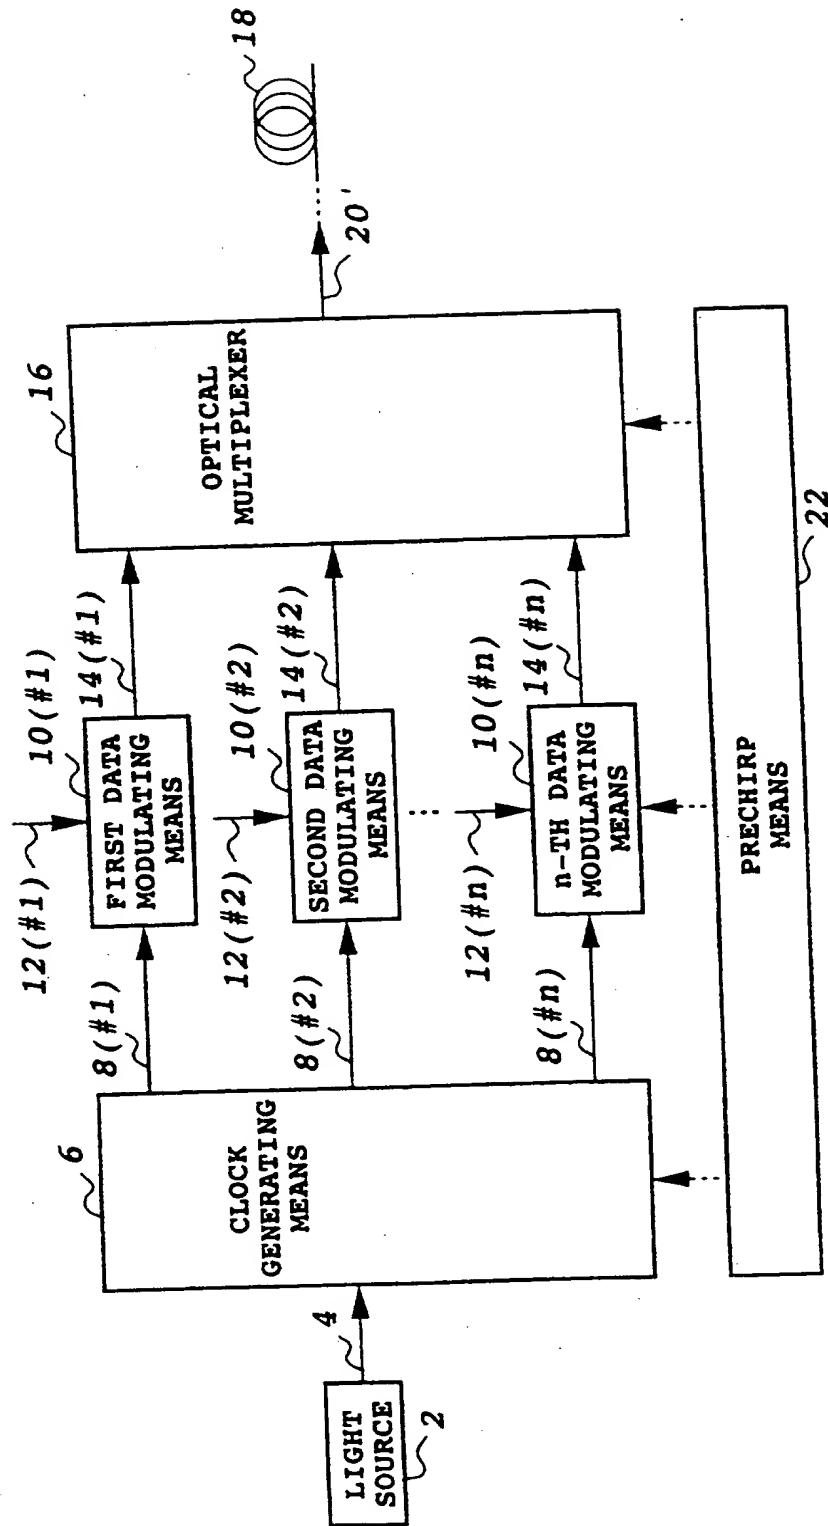 LIGHT
SOURCE
2
4
6
CLOCK
GENERATING
MEANS
8(#1)
8(#2)
8(#n)
12(#1)
10(#1)
FIRST DATA
MODULATING
MEANS
14(#1)
12(#2)
10(#2)
SECOND DATA
MODULATING
MEANS
14(#2)
12(#n)
10(#n)
n-TH DATA
MODULATING
MEANS
14(#n)
16
OPTICAL
MULTIPLEXER
18
20'
PRECHIRP
MEANS
22